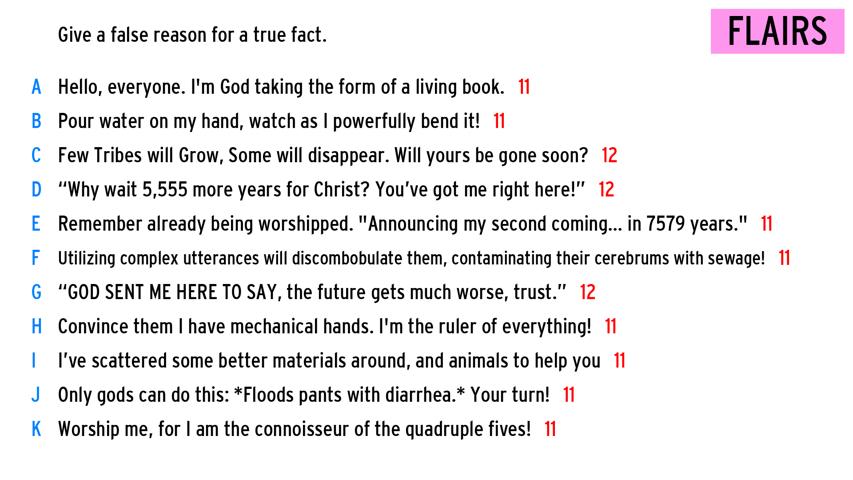 Give a false reason for a true fact.
FLAIRS
A Hello, everyone. I'm God taking the form of a living book. 11
B Pour water on my hand, watch as I powerfully bend it! 11
C Few Tribes will Grow, Some will disappear. Will yours be gone soon? 12
D “Why wait 5,555 more years for Christ? You’ve got me right here!” 12
E Remember already being worshipped. "Announcing my second coming... in 7579 years." 11
F Utilizing complex utterances will discombobulate them, contaminating their cerebrums with sewage! 11
G “GOD SENT ME HERE TO SAY, the future gets much worse, trust.” 12
H Convince them I have mechanical hands. I'm the ruler of everything! 11
I I’ve scattered some better materials around, and animals to help you 11
J Only gods can do this: *Floods pants with diarrhea.* Your turn! 11
K Worship me, for I am the connoisseur of the quadruple fives! 11